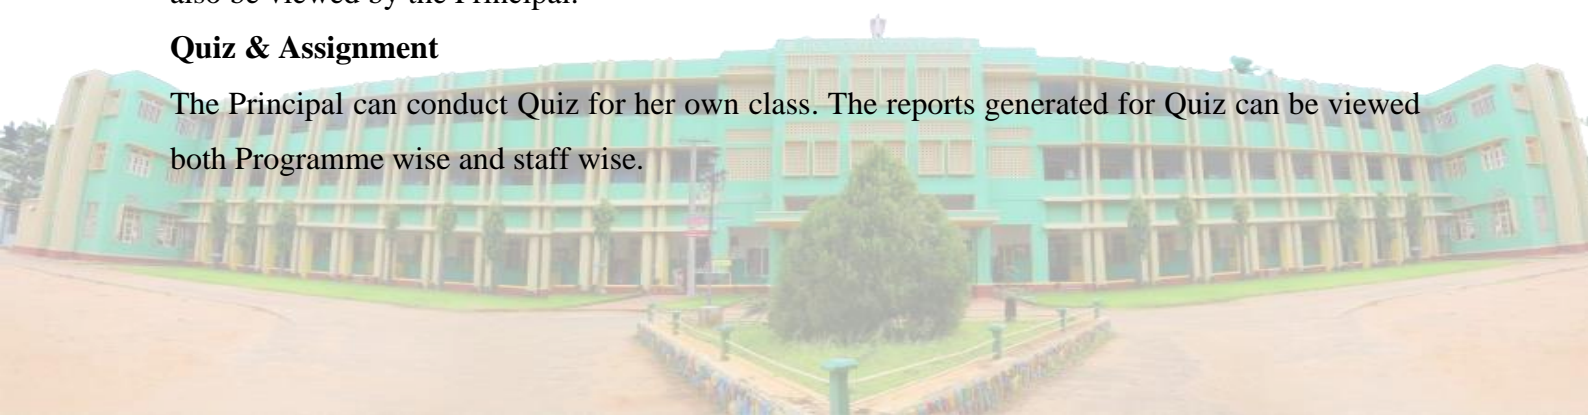 also be viewed by the Principal.
Quiz & Assignment
The Principal can conduct Quiz for her own class. The reports generated for Quiz can be viewed
both Programme wise and staff wise.